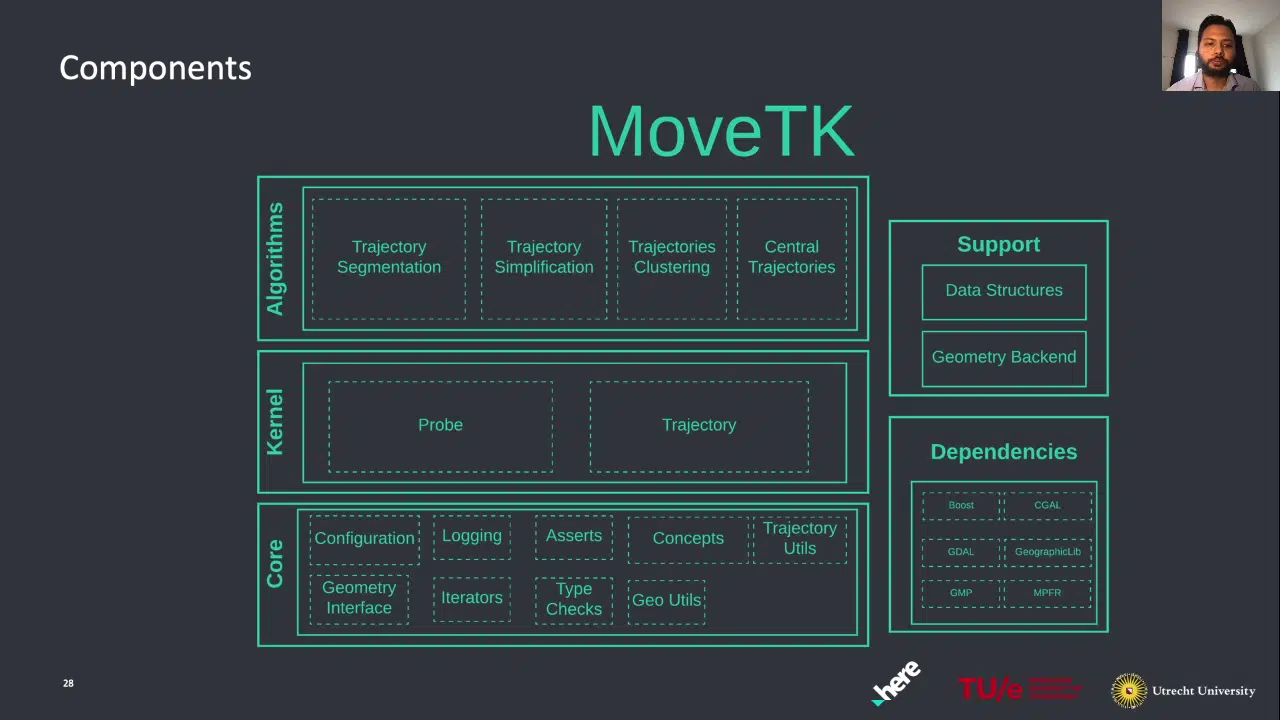 Components
MoveTK
Algorithms
Trajectory
Segmentation
Trajectory
Simplification
Trajectories
Clustering
Central
Trajectories
Kernel
Probe
Trajectory
Core
Configuration
Logging
Asserts
Concepts
Trajectory
Utils
Geometry
Interface
Iterators
Type
Checks
Geo Utils
Support
Data Structures
Geometry Backend
Dependencies
Boost
CGAL
GDAL
GeographicLib
GMP
MPFR
28
here
TU/e
Utrecht University